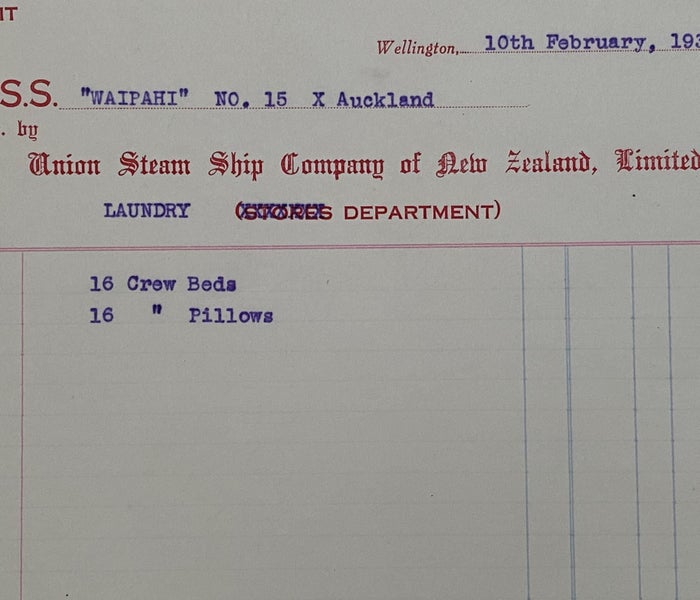 IT
Wellington, 10th February, 193
S.S. "WAIPAHI" NO. 15 X Auckland
. by
Union Steam Ship Company of New Zealand, Limited
LAUNDRY (STORES DEPARTMENT)
16 Crew Beds
16 " Pillows